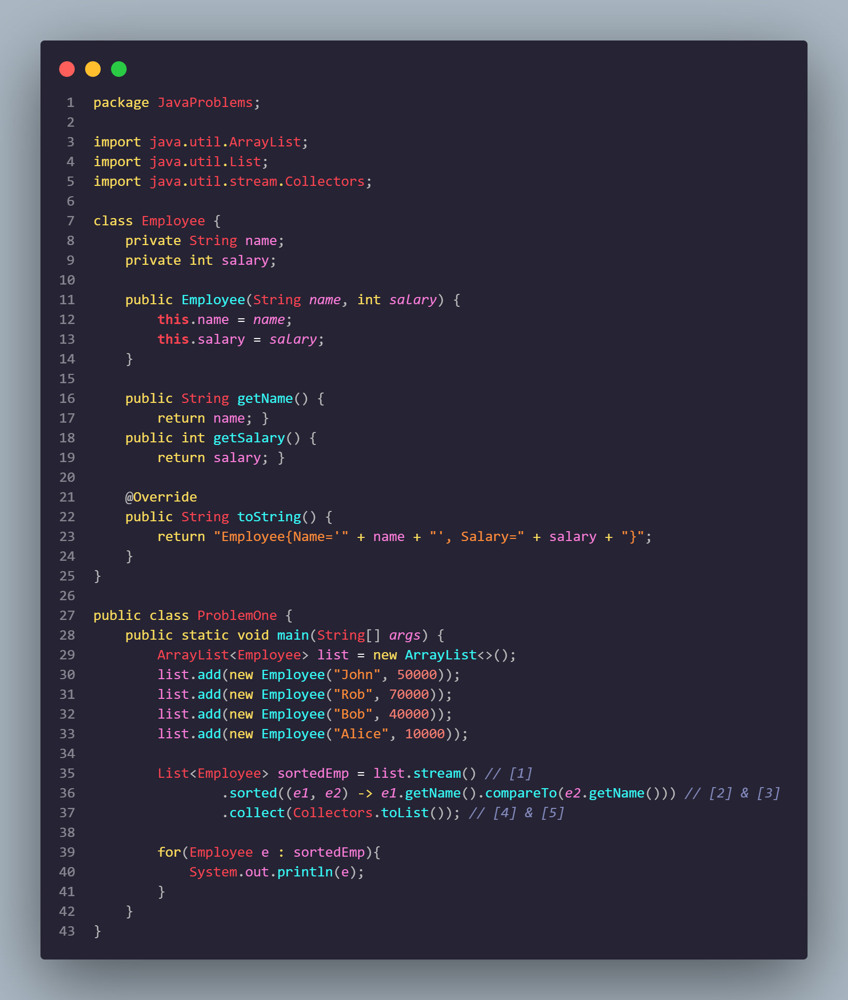 1 package JavaProblems;
2
3 import java.util.ArrayList;
4 import java.util.List;
5 import java.util.stream.Collectors;
6
7 class Employee {
8     private String name;
9     private int salary;
10
11     public Employee(String name, int salary) {
12         this.name = name;
13         this.salary = salary;
14     }
15
16     public String getName() {
17         return name; }
18     public int getSalary() {
19         return salary; }
20
21     @Override
22     public String toString() {
23         return "Employee{Name='" + name + "', Salary=" + salary + "}";
24     }
25 }
26
27 public class ProblemOne {
28     public static void main(String[] args) {
29         ArrayList<Employee> list = new ArrayList<>();
30         list.add(new Employee("John", 50000));
31         list.add(new Employee("Rob", 70000));
32         list.add(new Employee("Bob", 40000));
33         list.add(new Employee("Alice", 10000));
34
35         List<Employee> sortedEmp = list.stream() // [1]
36                 .sorted((e1, e2) -> e1.getName().compareTo(e2.getName())) // [2] & [3]
37                 .collect(Collectors.toList()); // [4] & [5]
38
39         for(Employee e : sortedEmp){
40             System.out.println(e);
41         }
42     }
43 }